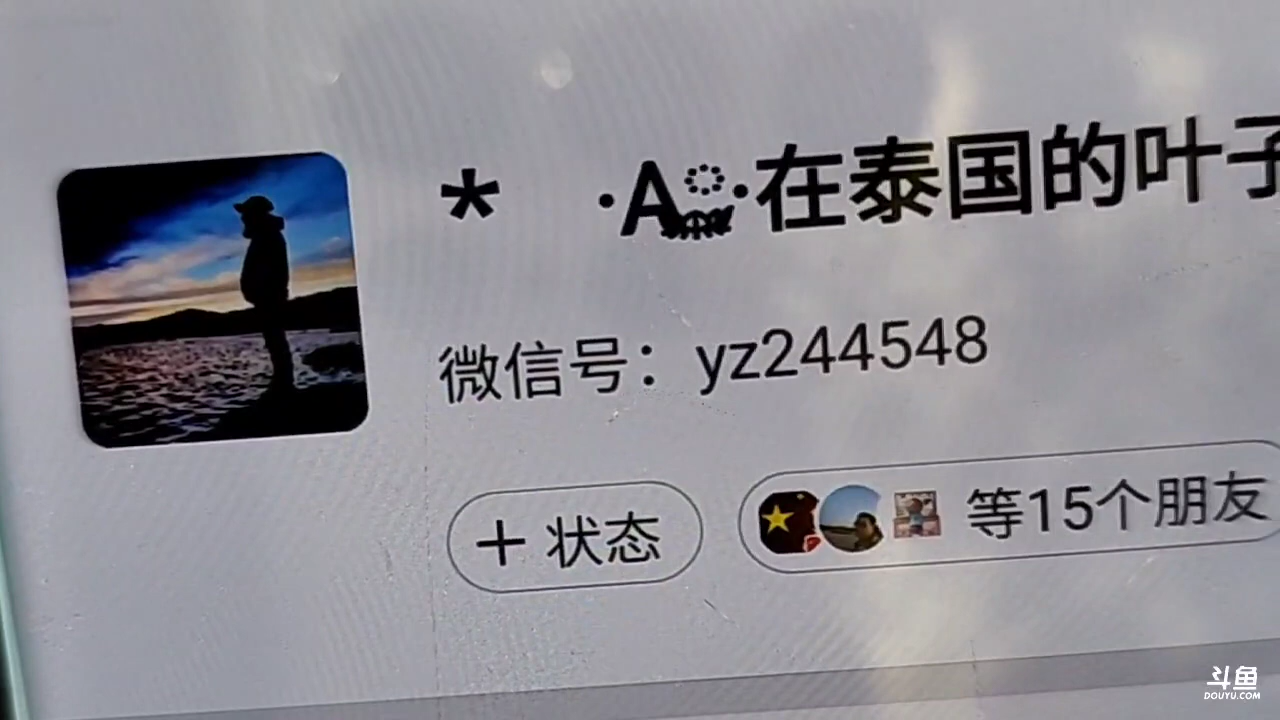 * ·A·在泰国的叶子
微信号：yz244548
+ 状态
等15个朋友
斗鱼
DOUYU.COM